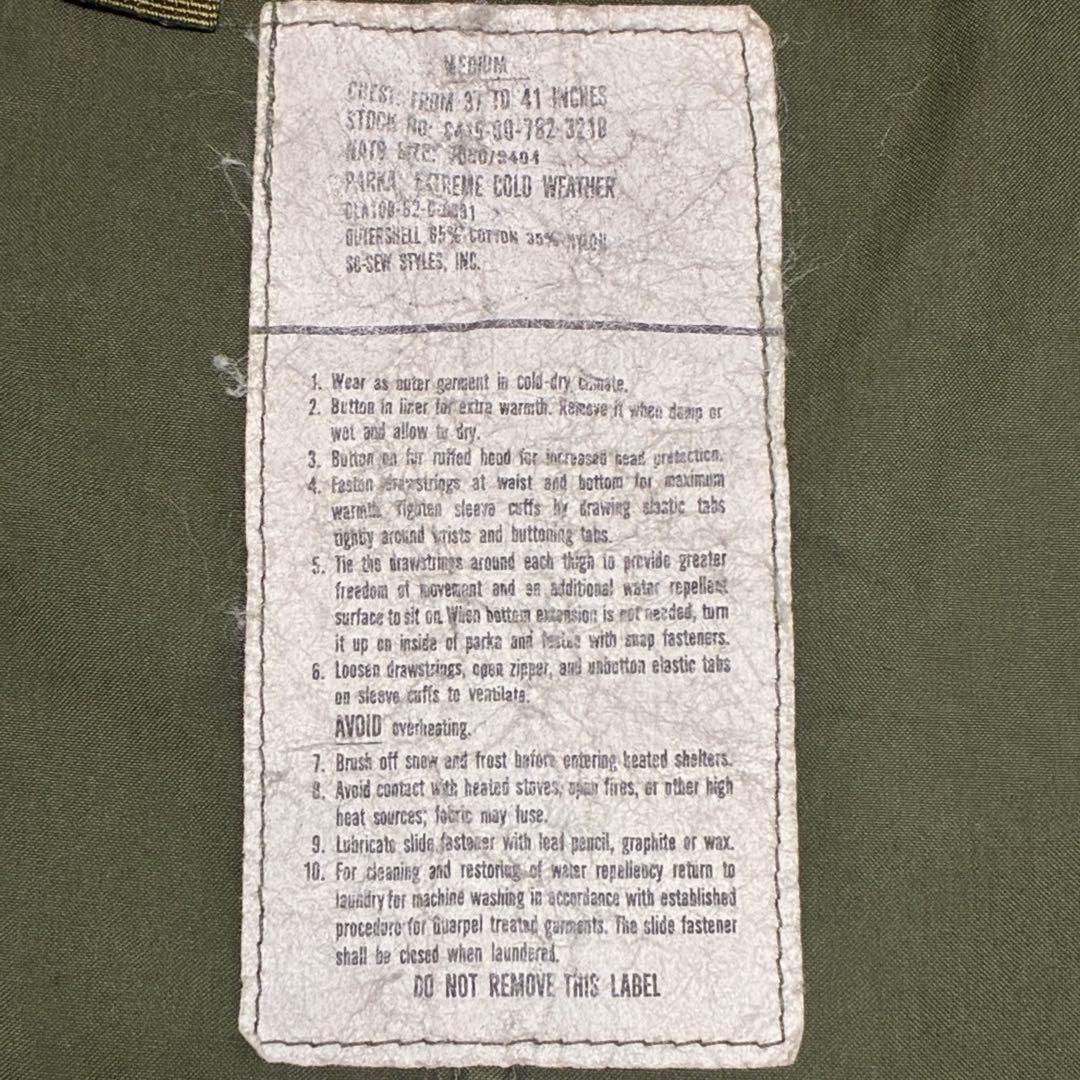 MEDIUM
CHEST: FROM 37 TO 41 INCHES
STOCK NO: 8415-00-782-3218
NATO SIZE: /9404
PARKA, EXTREME COLD WEATHER
OUTERSHELL 65% COTTON 35% NYLON
SO-SEW STYLES, INC.
1. Wear as outer garment in cold-dry climate.
2. Button in liner for extra warmth. Remove it when damp or
wet and allow to dry.
3. Button on fur ruffed hood for increased head protection.
4. Fasten drawstrings at waist and bottom for maximum
warmth. Tighten sleeve cuffs by drawing elastic tabs
tightly around wrists and buttoning tabs.
5. Tie the drawstrings around each thigh to provide greater
freedom of movement and an additional water repellent
surface to sit on. When bottom extension is not needed, turn
it up on inside of parka and fasten with snap fasteners.
6. Loosen drawstrings, open zipper, and unbutton elastic tabs
on sleeve cuffs to ventilate.
AVOID overheating.
7. Brush off snow and frost before entering heated shelters.
8. Avoid contact with heated stoves, open fires, or other high
heat sources; fabric may fuse.
9. Lubricate slide fastener with leaf pencil, graphite or wax.
10. For cleaning and restoring of water repellency return to
laundry for machine washing in accordance with established
procedure for Quarpel treated garments. The slide fastener
shall be closed when laundered.
DO NOT REMOVE THIS LABEL